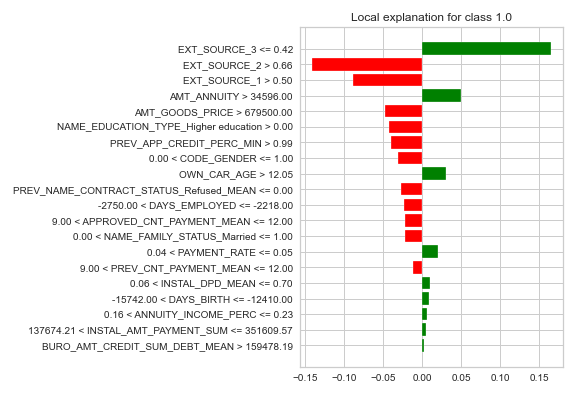 Local explanation for class 1.0
EXT_SOURCE_3 <= 0.42
EXT_SOURCE_2 > 0.66
EXT_SOURCE_1 > 0.50
AMT_ANNUITY > 34596.00
AMT_GOODS_PRICE > 679500.00
NAME_EDUCATION_TYPE_Higher education > 0.00
PREV_APP_CREDIT_PERC_MIN > 0.99
0.00 < CODE_GENDER <= 1.00
OWN_CAR_AGE > 12.05
PREV_NAME_CONTRACT_STATUS_Refused_MEAN <= 0.00
-2750.00 < DAYS_EMPLOYED <= -2218.00
9.00 < APPROVED_CNT_PAYMENT_MEAN <= 12.00
0.00 < NAME_FAMILY_STATUS_Married <= 1.00
0.04 < PAYMENT_RATE <= 0.05
9.00 < PREV_CNT_PAYMENT_MEAN <= 12.00
0.06 < INSTAL_DPD_MEAN <= 0.70
-15742.00 < DAYS_BIRTH <= -12410.00
0.16 < ANNUITY_INCOME_PERC <= 0.23
137674.21 < INSTAL_AMT_PAYMENT_SUM <= 351609.57
BURO_AMT_CREDIT_SUM_DEBT_MEAN > 159478.19
−0.15 −0.10 −0.05 0.00 0.05 0.10 0.15